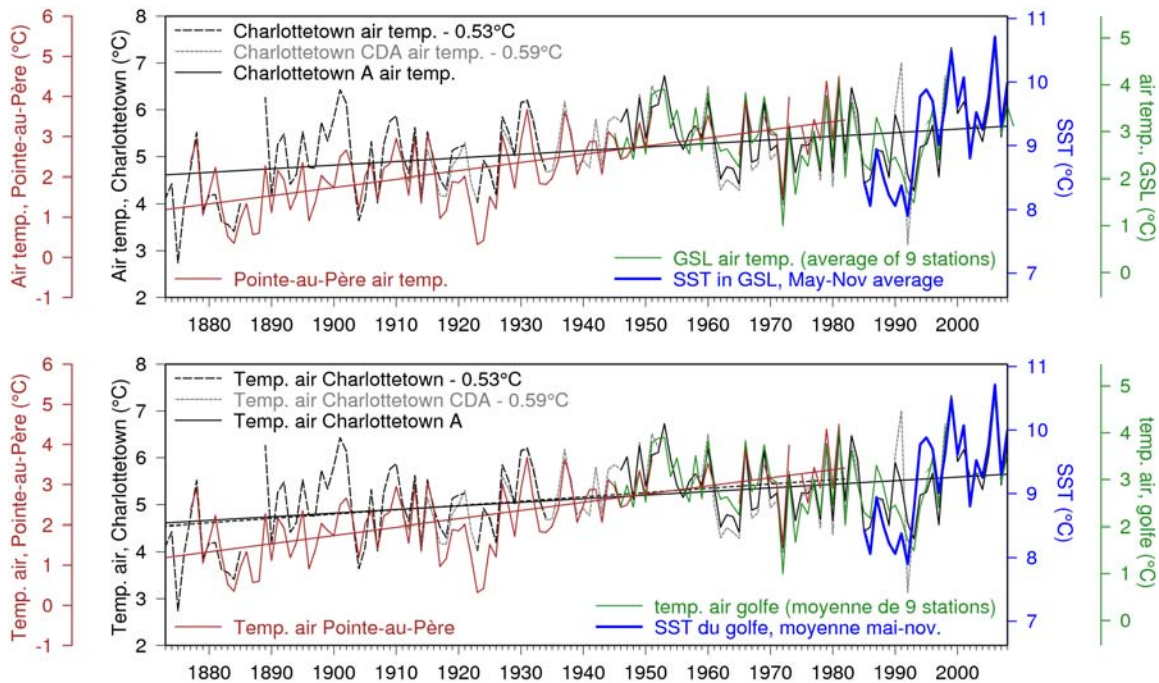 Air temp., Pointe-au-Père (°C)
6
5
4
3
2
1
0
-1
Air temp., Charlottetown (°C)
8
7
6
5
4
3
2
Charlottetown air temp. - 0.53°C
Charlottetown CDA air temp. - 0.59°C
Charlottetown A air temp.
Pointe-au-Père air temp.
GSL air temp. (average of 9 stations)
SST in GSL, May-Nov average
11
10
9
8
7
SST (°C)
5
4
3
2
1
0
air temp., GSL (°C)
1880 1890 1900 1910 1920 1930 1940 1950 1960 1970 1980 1990 2000
Temp. air, Pointe-au-Père (°C)
6
5
4
3
2
1
0
-1
Temp. air, Charlottetown (°C)
8
7
6
5
4
3
2
Temp. air Charlottetown - 0.53°C
Temp. air Charlottetown CDA - 0.59°C
Temp. air Charlottetown A
Temp. air Pointe-au-Père
temp. air golfe (moyenne de 9 stations)
SST du golfe, moyenne mai-nov.
11
10
9
8
7
SST (°C)
5
4
3
2
1
0
temp. air, golfe (°C)
1880 1890 1900 1910 1920 1930 1940 1950 1960 1970 1980 1990 2000